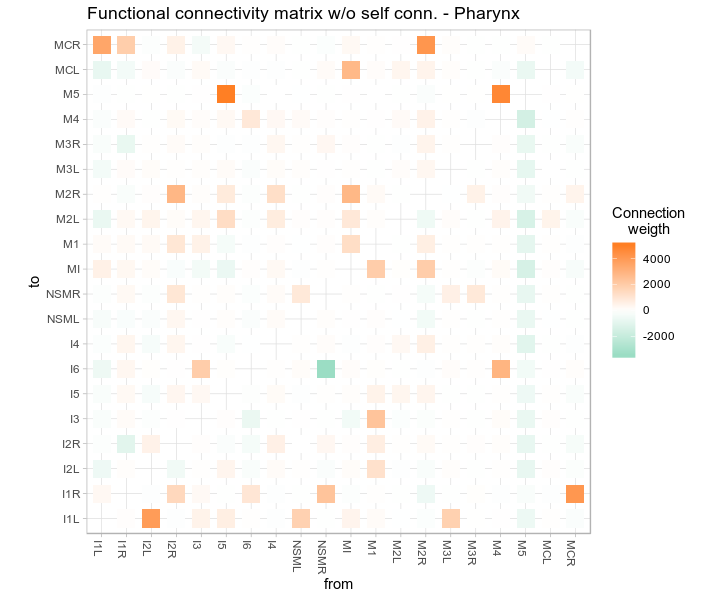 Functional connectivity matrix w/o self conn. - Pharynx
MCR
MCL
M5
M4
M3R
M3L
M2R
M2L
M1
MI
NSMR
NSML
I4
I6
I5
I3
I2R
I2L
I1R
I1L
to
I1L
I1R
I2L
I2R
I3
I5
I6
I4
NSML
NSMR
MI
M1
M2L
M2R
M3L
M3R
M4
M5
MCL
MCR
from
Connection
weigth
4000
2000
0
-2000